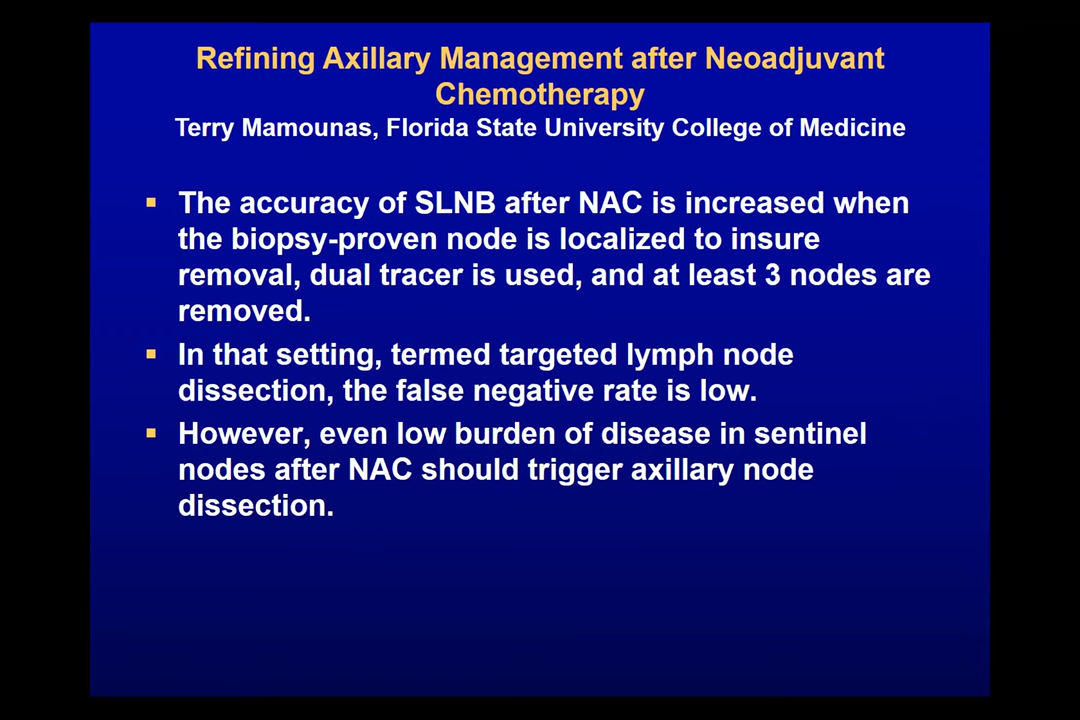 Refining Axillary Management after Neoadjuvant
Chemotherapy
Terry Mamounas, Florida State University College of Medicine
▪ The accuracy of SLNB after NAC is increased when
the biopsy-proven node is localized to insure
removal, dual tracer is used, and at least 3 nodes are
removed.
▪ In that setting, termed targeted lymph node
dissection, the false negative rate is low.
▪ However, even low burden of disease in sentinel
nodes after NAC should trigger axillary node
dissection.